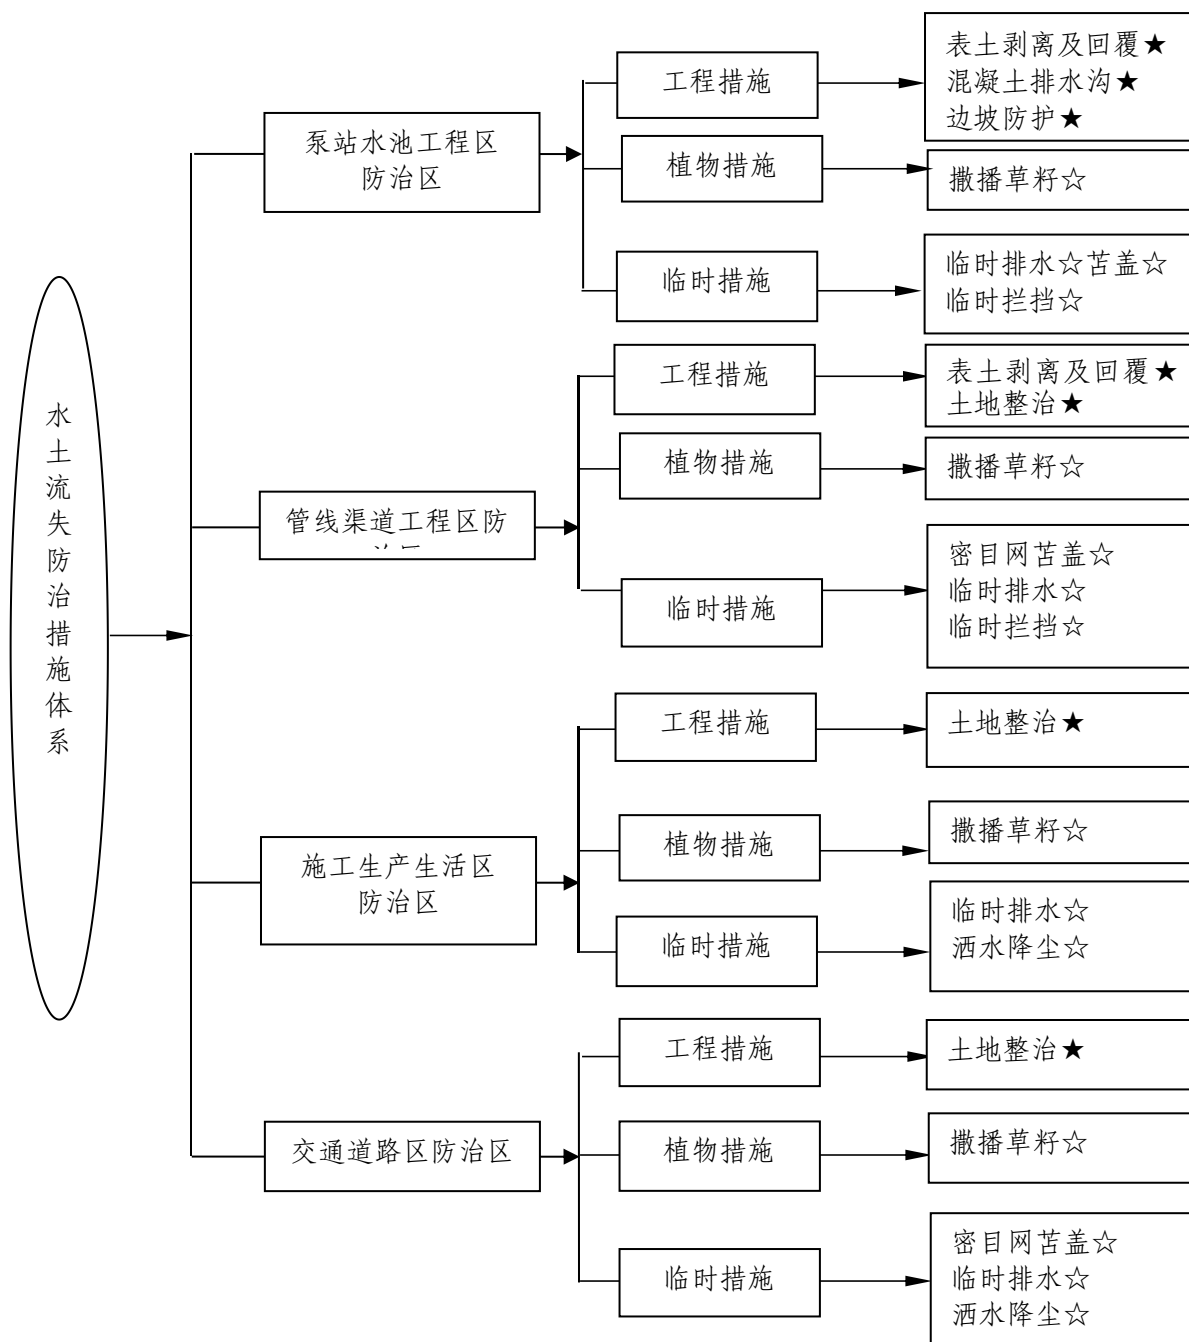 水土流失防治措施体系
泵站水池工程区
防治区
工程措施
表土剥离及回覆★
混凝土排水沟★
边坡防护★
植物措施
撒播草籽☆
临时措施
临时排水☆苫盖☆
临时拦挡☆
管线渠道工程区防
工程措施
表土剥离及回覆★
土地整治★
植物措施
撒播草籽☆
临时措施
密目网苫盖☆
临时排水☆
临时拦挡☆
施工生产生活区
防治区
工程措施
土地整治★
植物措施
撒播草籽☆
临时措施
临时排水☆
洒水降尘☆
交通道路区防治区
工程措施
土地整治★
植物措施
撒播草籽☆
临时措施
密目网苫盖☆
临时排水☆
洒水降尘☆